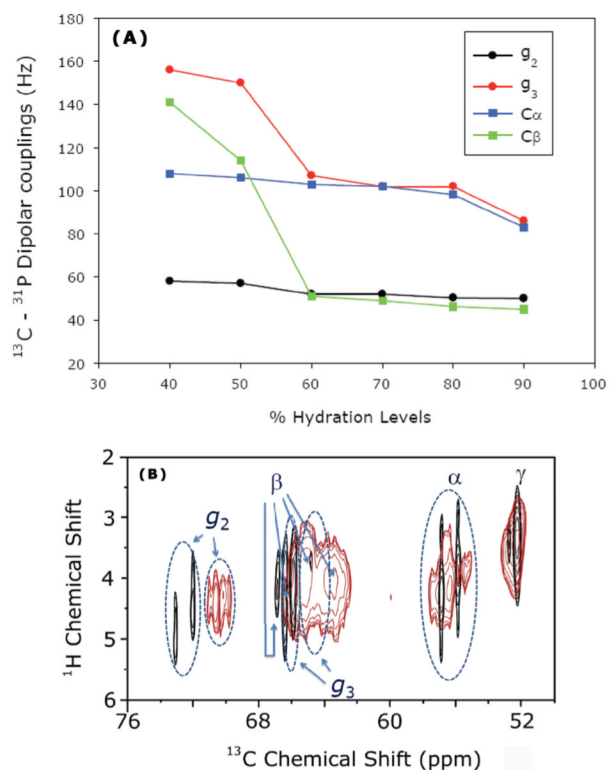 (A)
180
160
140
120
100
80
60
40
20
¹³C - ³¹P Dipolar couplings (Hz)
g₂
g₃
Cα
Cβ
30 40 50 60 70 80 90 100
% Hydration Levels
(B)
2
3
4
5
6
¹H Chemical Shift
g₂
β
α
γ
g₃
76 68 60 52
¹³C Chemical Shift (ppm)